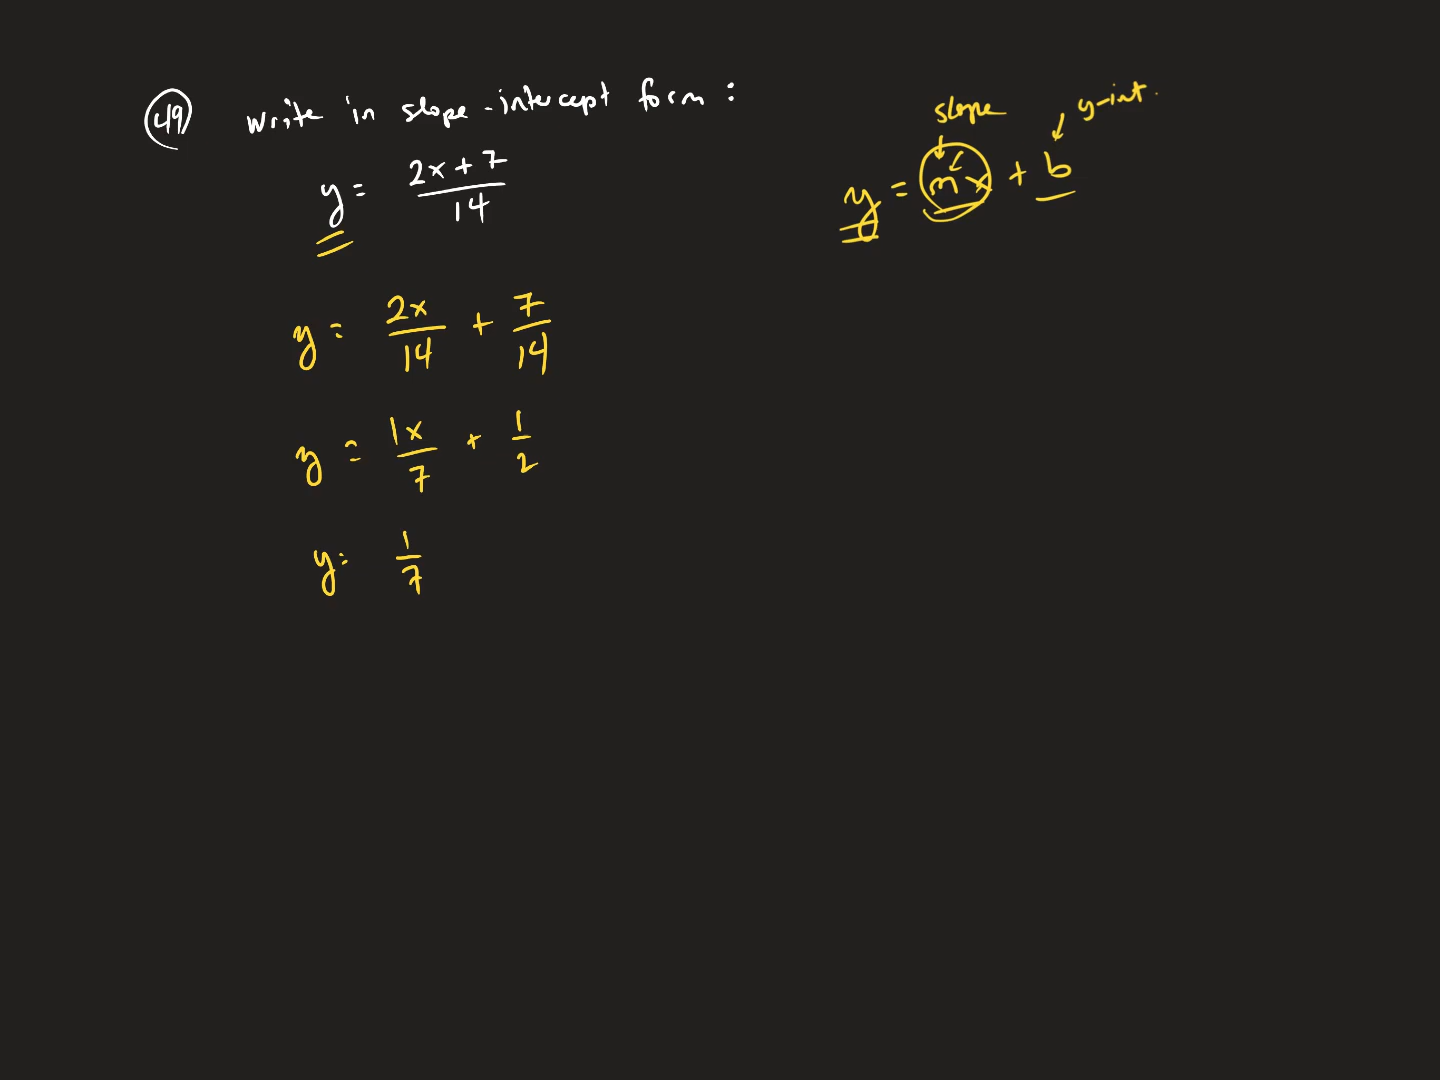 49 Write in slope-intercept form:
y = (2x + 7)/14
slope
y-int.
y = mx + b
y = 2x/14 + 7/14
y = 1x/7 + 1/2
y = 1/7